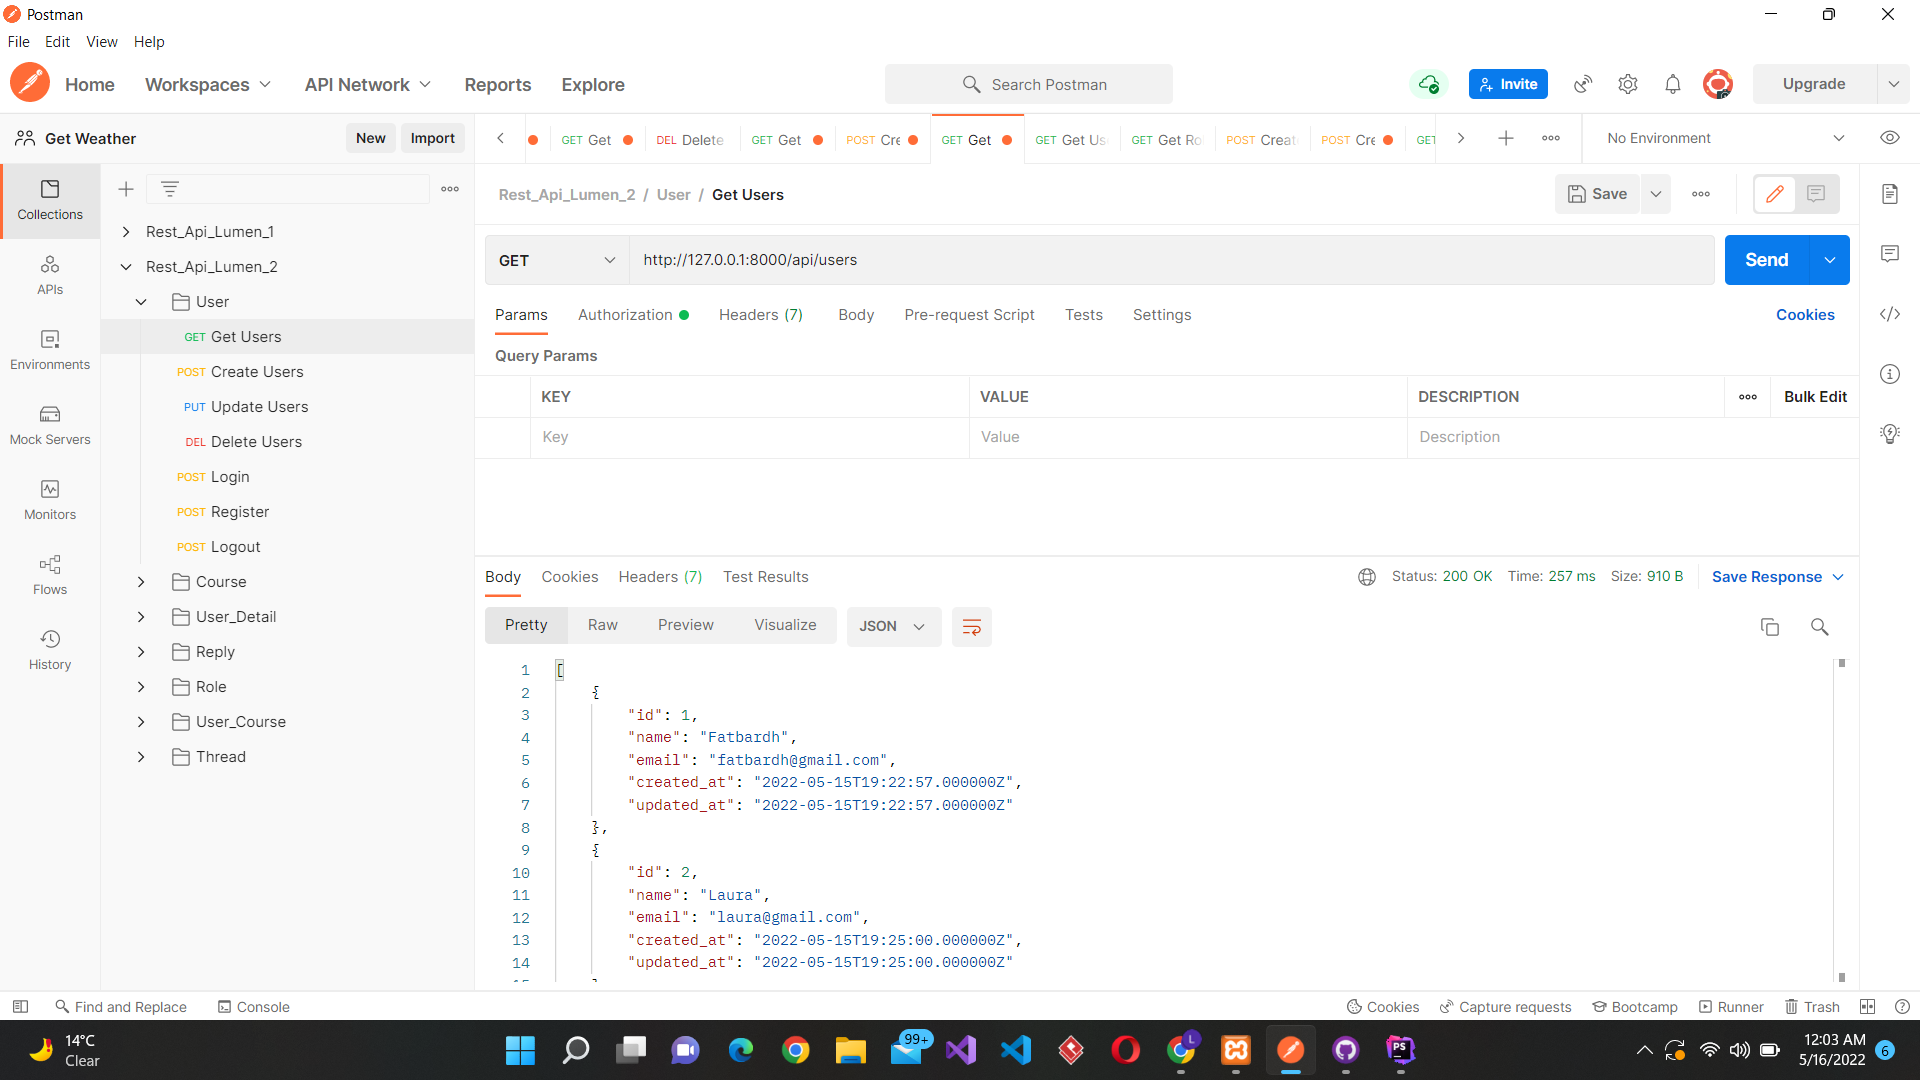 Postman
File Edit View Help
Home Workspaces API Network Reports Explore Search Postman Invite Upgrade
Get Weather New Import
GET Get DEL Delete GET Get POST Cre GET Get GET Get Us GET Get Ro POST Creat POST Cre GET No Environment
Collections
APIs
Environments
Mock Servers
Monitors
Flows
History
Rest_Api_Lumen_1
Rest_Api_Lumen_2
User
GET Get Users
POST Create Users
PUT Update Users
DEL Delete Users
POST Login
POST Register
POST Logout
Course
User_Detail
Reply
Role
User_Course
Thread
Rest_Api_Lumen_2 / User / Get Users Save
GET http://127.0.0.1:8000/api/users Send
Params Authorization Headers (7) Body Pre-request Script Tests Settings Cookies
Query Params
KEY VALUE DESCRIPTION Bulk Edit
Key Value Description
Body Cookies Headers (7) Test Results Status: 200 OK Time: 257 ms Size: 910 B Save Response
Pretty Raw Preview Visualize JSON
1 [
2 {
3 "id": 1,
4 "name": "Fatbardh",
5 "email": "fatbardh@gmail.com",
6 "created_at": "2022-05-15T19:22:57.000000Z",
7 "updated_at": "2022-05-15T19:22:57.000000Z"
8 },
9 {
10 "id": 2,
11 "name": "Laura",
12 "email": "laura@gmail.com",
13 "created_at": "2022-05-15T19:25:00.000000Z",
14 "updated_at": "2022-05-15T19:25:00.000000Z"
Find and Replace Console Cookies Capture requests Bootcamp Runner Trash
14°C
Clear
99+
L
PS
12:03 AM
5/16/2022
6